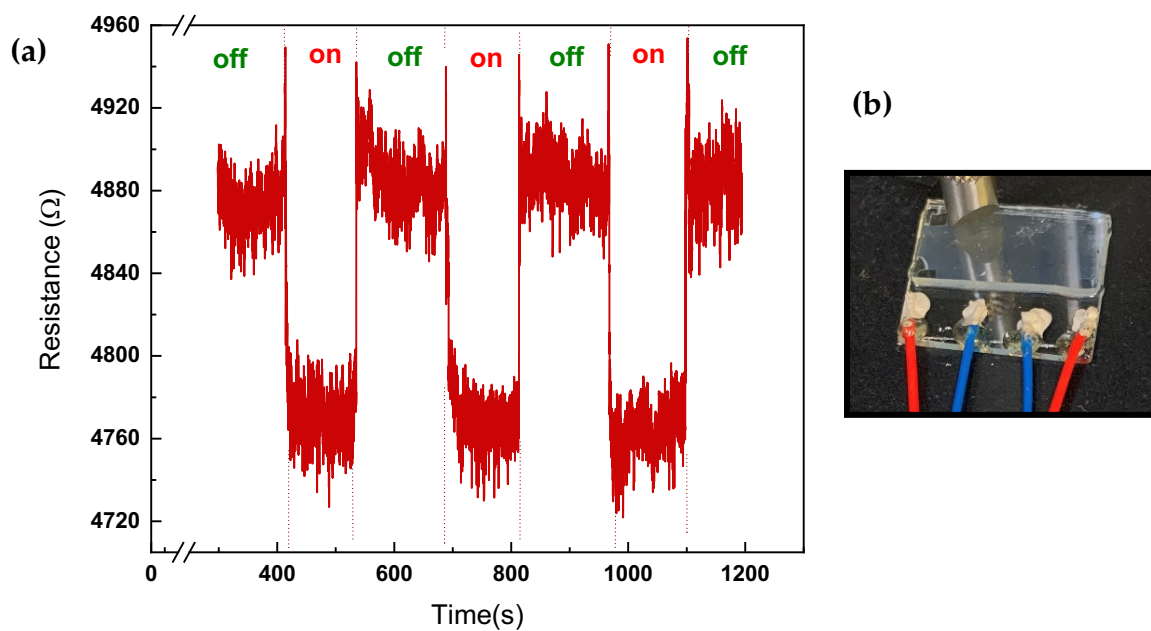 (a)
off on off on off on off
4960
4920
4880
4840
4800
4760
4720
Resistance (Ω)
0 400 600 800 1000 1200
Time(s)
(b)